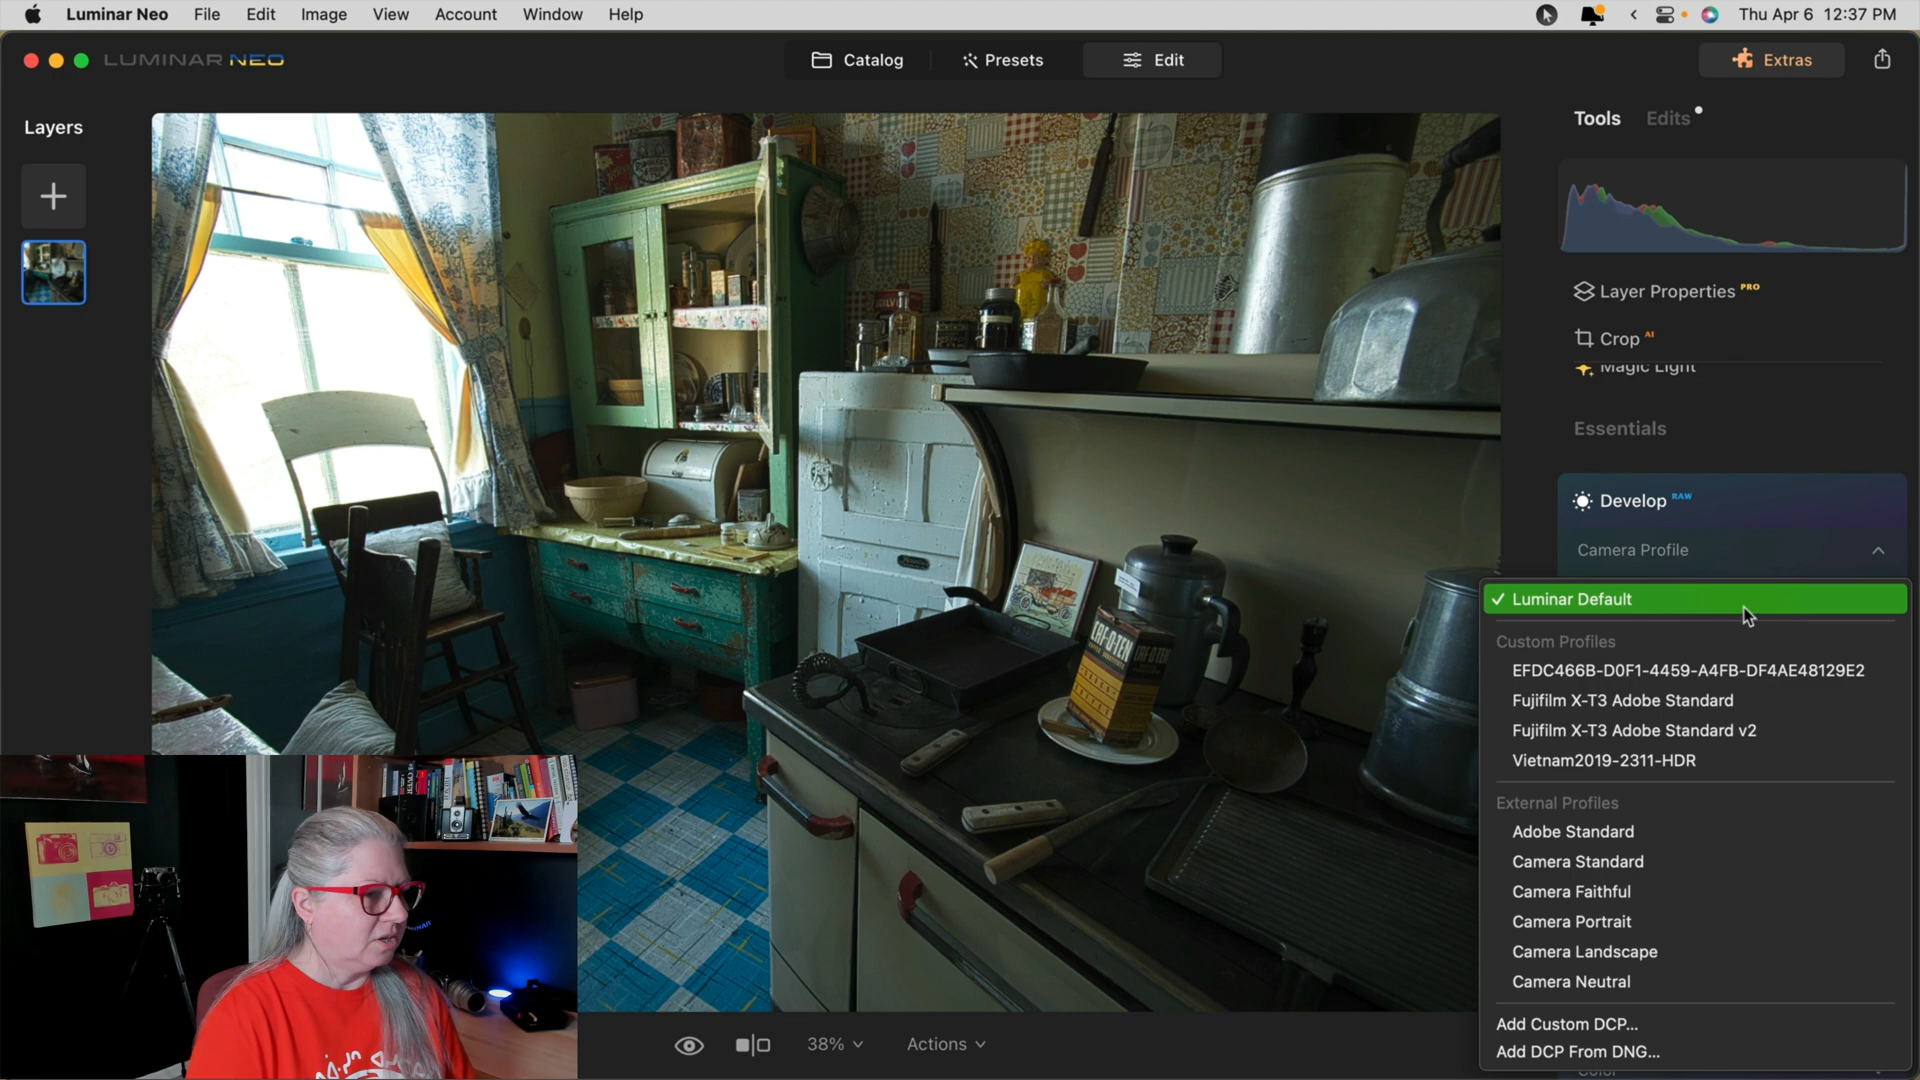 Luminar Neo File Edit Image View Account Window Help Thu Apr 6 12:37 PM
LUMINAR NEO Catalog Presets Edit Extras
Layers
Tools Edits
Layer Properties PRO
Crop AI
Magic Light
Essentials
Develop RAW
Camera Profile
Luminar Default
Custom Profiles
EFDC466B-D0F1-4459-A4FB-DF4AE48129E2
Fujifilm X-T3 Adobe Standard
Fujifilm X-T3 Adobe Standard v2
Vietnam2019-2311-HDR
External Profiles
Adobe Standard
Camera Standard
Camera Faithful
Camera Portrait
Camera Landscape
Camera Neutral
Add Custom DCP...
Add DCP From DNG...
Color
CAF-O-TEN
38% Actions